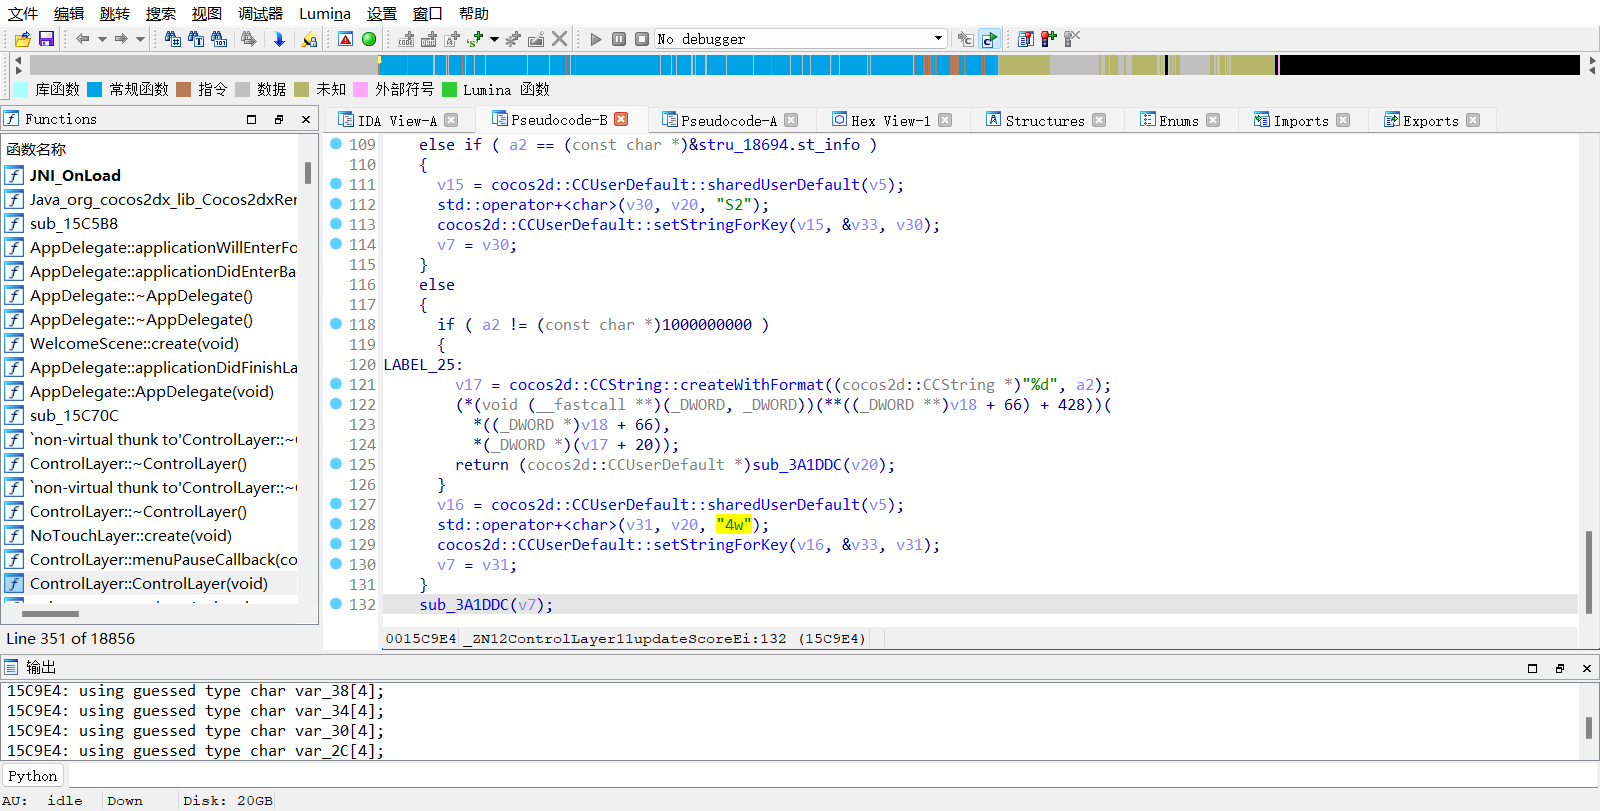 文件 编辑 跳转 搜索 视图 调试器 Lumina 设置 窗口 帮助
No debugger
库函数 常规函数 指令 数据 未知 外部符号 Lumina 函数
Functions
函数名称
JNI_OnLoad
Java_org_cocos2dx_lib_Cocos2dxRer
sub_15C5B8
AppDelegate::applicationWillEnterFo
AppDelegate::applicationDidEnterBa
AppDelegate::~AppDelegate()
AppDelegate::~AppDelegate()
WelcomeScene::create(void)
AppDelegate::applicationDidFinishLa
AppDelegate::AppDelegate(void)
sub_15C70C
`non-virtual thunk to'ControlLayer::~(
ControlLayer::~ControlLayer()
`non-virtual thunk to'ControlLayer::~(
ControlLayer::~ControlLayer()
NoTouchLayer::create(void)
ControlLayer::menuPauseCallback(co
ControlLayer::ControlLayer(void)
Line 351 of 18856
IDA View-A Pseudocode-B Pseudocode-A Hex View-1 Structures Enums Imports Exports
109 else if ( a2 == (const char *)&stru_18694.st_info )
110 {
111 v15 = cocos2d::CCUserDefault::sharedUserDefault(v5);
112 std::operator+<char>(v30, v20, "S2");
113 cocos2d::CCUserDefault::setStringForKey(v15, &v33, v30);
114 v7 = v30;
115 }
116 else
117 {
118 if ( a2 != (const char *)1000000000 )
119 {
120 LABEL_25:
121 v17 = cocos2d::CCString::createWithFormat((cocos2d::CCString *)"%d", a2);
122 (*(void (__fastcall **)(_DWORD, _DWORD))(**((_DWORD **)v18 + 66) + 428))(
123 *((_DWORD *)v18 + 66),
124 *(_DWORD *)(v17 + 20));
125 return (cocos2d::CCUserDefault *)sub_3A1DDC(v20);
126 }
127 v16 = cocos2d::CCUserDefault::sharedUserDefault(v5);
128 std::operator+<char>(v31, v20, "4w");
129 cocos2d::CCUserDefault::setStringForKey(v16, &v33, v31);
130 v7 = v31;
131 }
132 sub_3A1DDC(v7);
0015C9E4 _ZN12ControlLayer11updateScoreEi:132 (15C9E4)
输出
15C9E4: using guessed type char var_38[4];
15C9E4: using guessed type char var_34[4];
15C9E4: using guessed type char var_30[4];
15C9E4: using guessed type char var_2C[4];
Python
AU: idle Down Disk: 20GB